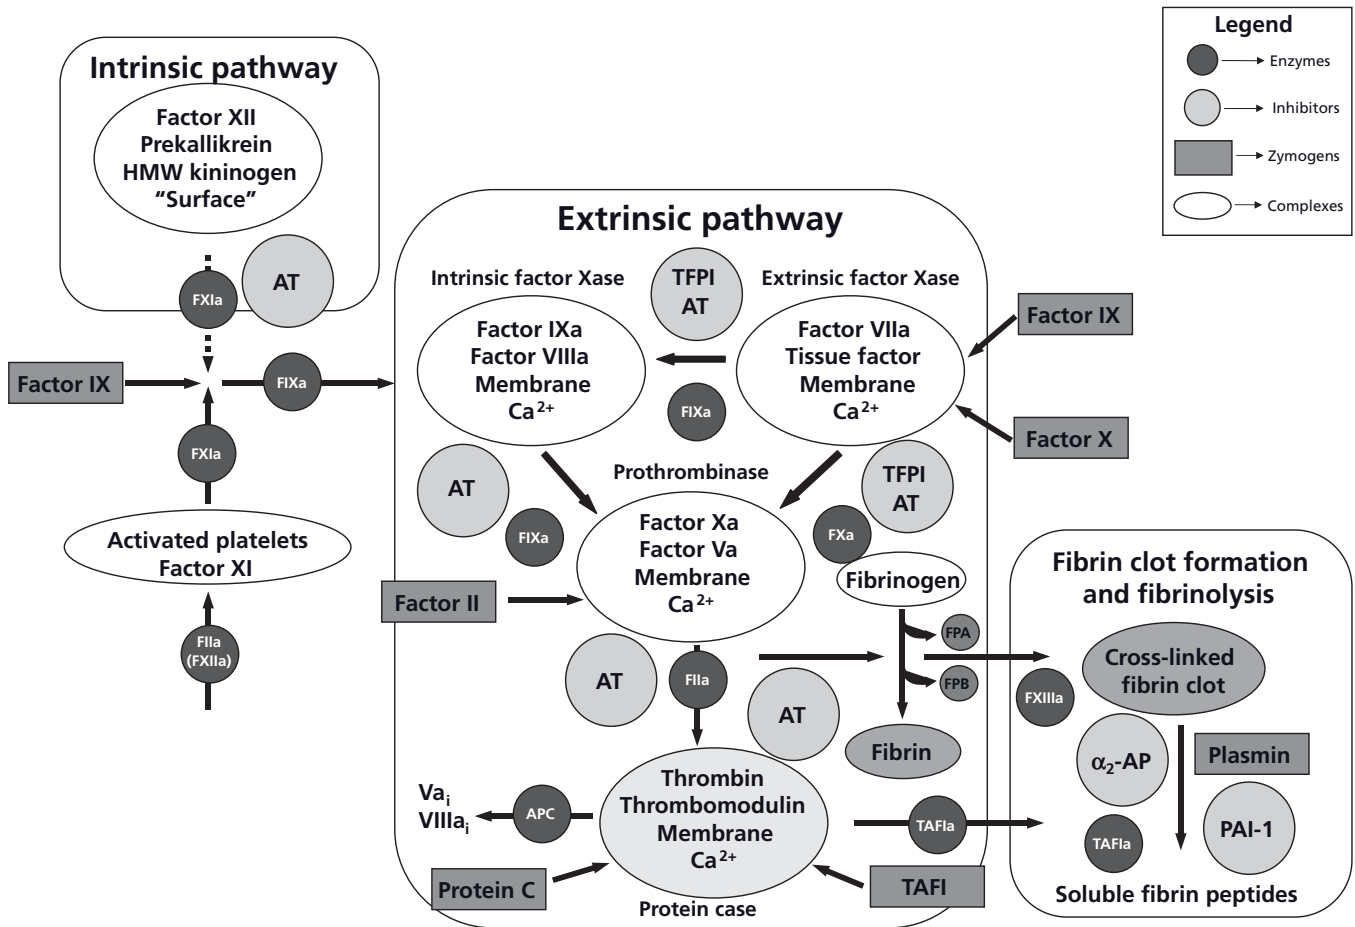 Legend
Enzymes
Inhibitors
Zymogens
Complexes
Intrinsic pathway
Factor XII
Prekallikrein
HMW kininogen
“Surface”
FXIa
AT
Factor IX
FIXa
FXIa
Activated platelets
Factor XI
FIIa
(FXIIa)
Extrinsic pathway
Intrinsic factor Xase
TFPI
AT
Extrinsic factor Xase
Factor IXa
Factor VIIIa
Membrane
Ca2+
Factor VIIa
Tissue factor
Membrane
Ca2+
FIXa
Factor IX
Factor X
AT
FIXa
Prothrombinase
TFPI
AT
FXa
Factor Xa
Factor Va
Membrane
Ca2+
Factor II
Fibrinogen
FPA
FPB
AT
FIIa
AT
Fibrin
Thrombin
Thrombomodulin
Membrane
Ca2+
Vai
VIIIai
APC
Protein C
TAFIa
TAFI
Protein case
Fibrin clot formation
and fibrinolysis
Cross-linked
fibrin clot
FXIIIa
α2-AP
Plasmin
TAFIa
PAI-1
Soluble fibrin peptides